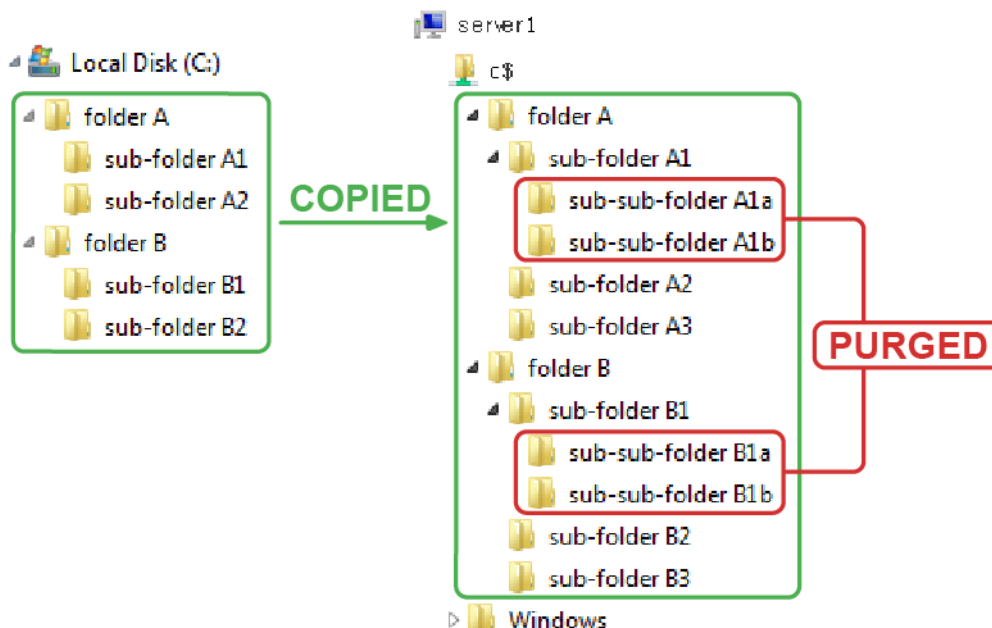 server1
Local Disk (C:)
c$
folder A
sub-folder A1
sub-folder A2
folder B
sub-folder B1
sub-folder B2
COPIED
folder A
sub-folder A1
sub-sub-folder A1a
sub-sub-folder A1b
sub-folder A2
sub-folder A3
folder B
sub-folder B1
sub-sub-folder B1a
sub-sub-folder B1b
sub-folder B2
sub-folder B3
Windows
PURGED